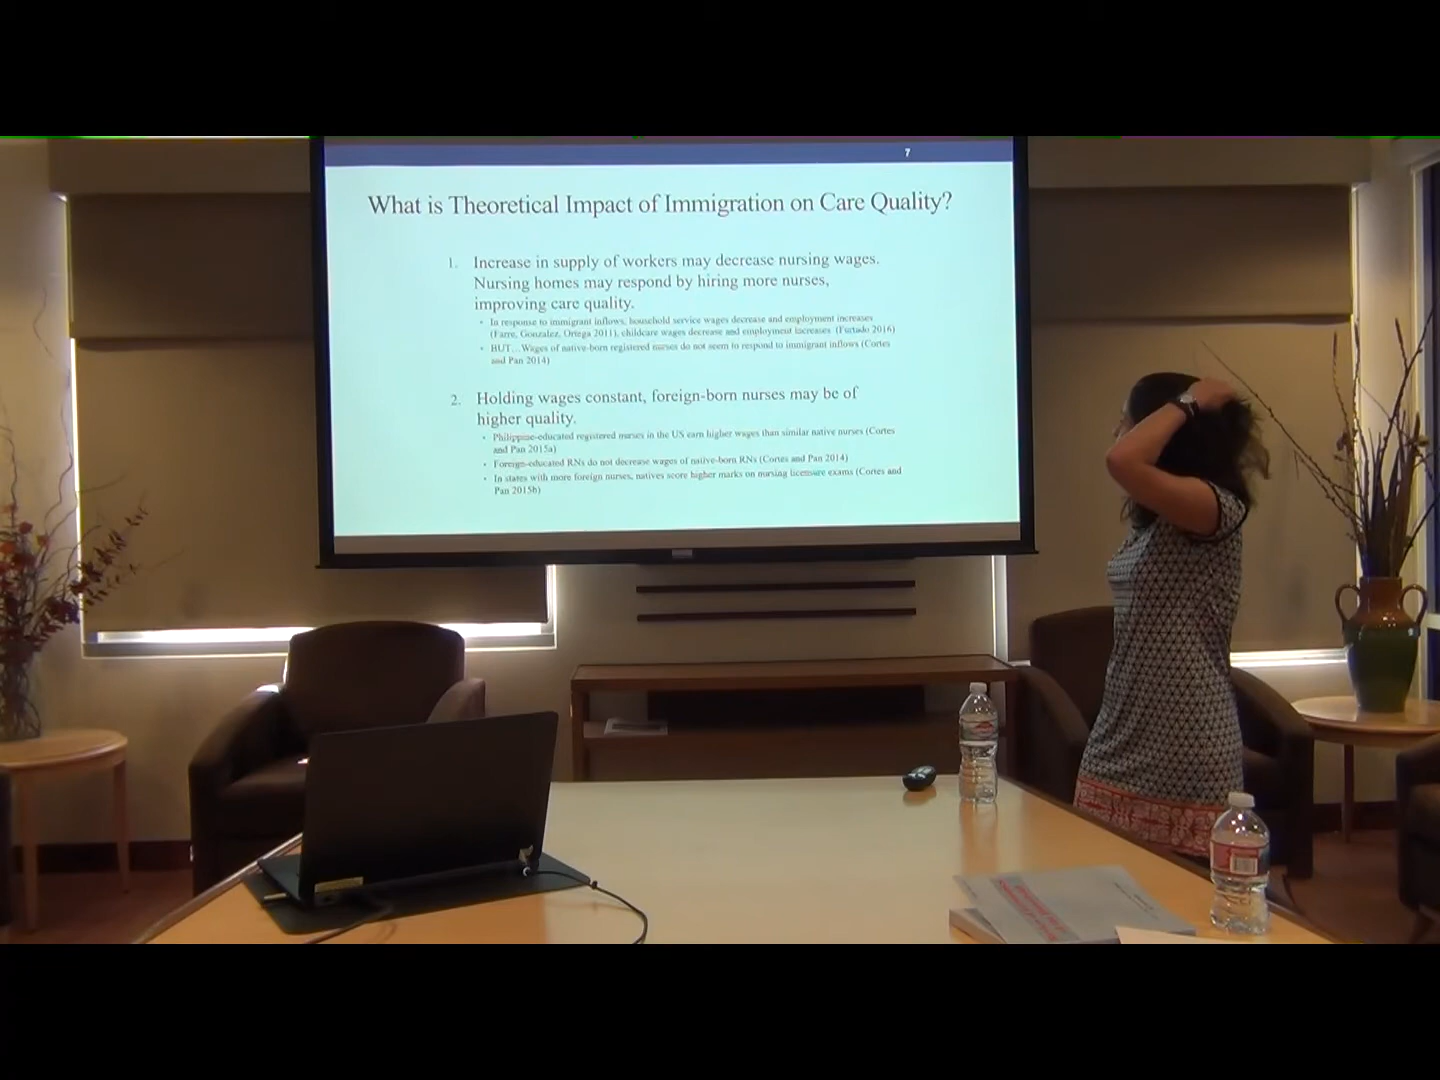 7
What is Theoretical Impact of Immigration on Care Quality?
1. Increase in supply of workers may decrease nursing wages.
Nursing homes may respond by hiring more nurses,
improving care quality.
• In response to immigrant inflows, household service wages decrease and employment increases
(Farre, Gonzalez, Ortega 2011), childcare wages decrease and employment increases (Furtado 2016)
• BUT... Wages of native-born registered nurses do not seem to respond to immigrant inflows (Cortes
and Pan 2014)
2. Holding wages constant, foreign-born nurses may be of
higher quality.
• Philippine-educated registered nurses in the US earn higher wages than similar native nurses (Cortes
and Pan 2015a)
• Foreign-educated RNs do not decrease wages of native-born RNs (Cortes and Pan 2014)
• In states with more foreign nurses, natives score higher marks on nursing licensure exams (Cortes and
Pan 2015b)